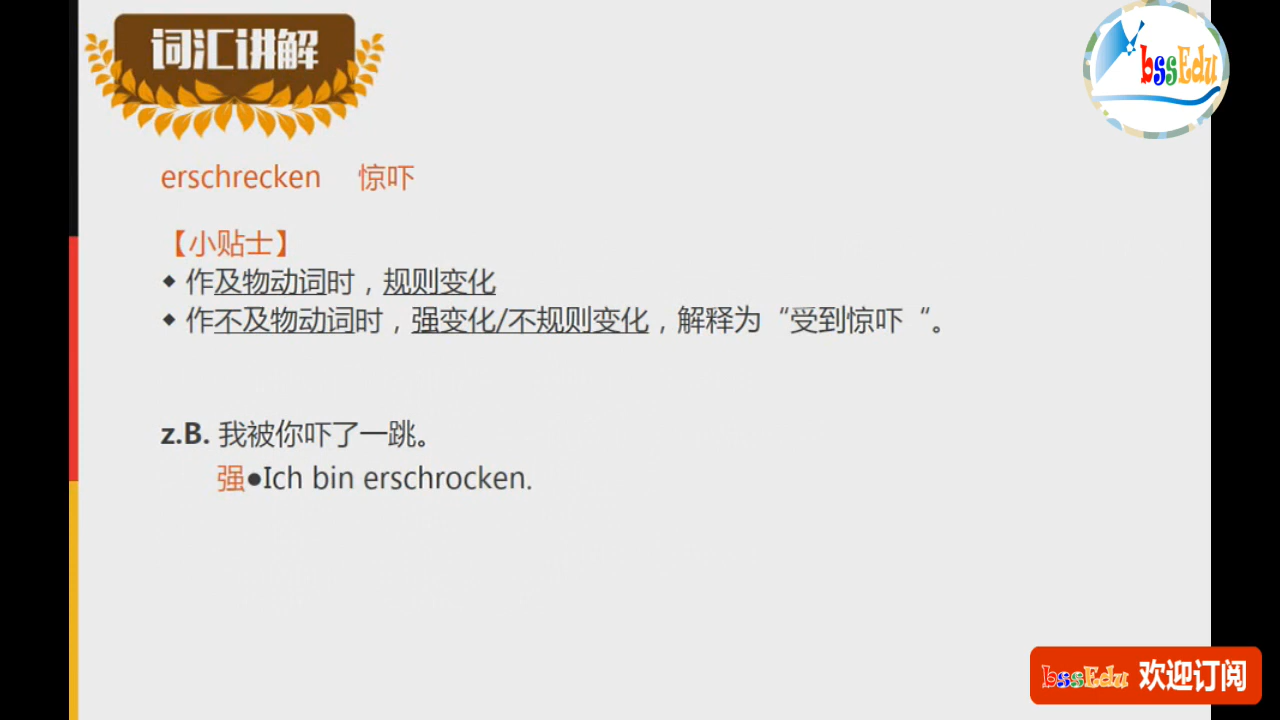 词汇讲解
bssEdu
erschrecken 惊吓
【小贴士】
◆ 作及物动词时，规则变化
◆ 作不及物动词时，强变化/不规则变化，解释为“受到惊吓“。
z.B. 我被你吓了一跳。
强●Ich bin erschrocken.
bssEdu 欢迎订阅